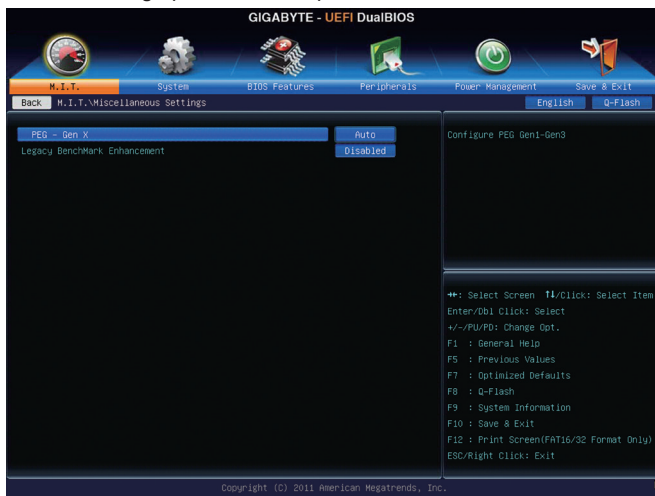 GIGABYTE - UEFI DualBIOS
M.I.T. System BIOS Features Peripherals Power Management Save & Exit
Back M.I.T.\Miscellaneous Settings English Q-Flash
PEG - Gen X Auto
Legacy BenchMark Enhancement Disabled
Configure PEG Gen1-Gen3
→←: Select Screen ↑↓/Click: Select Item
Enter/Dbl Click: Select
+/-/PU/PD: Change Opt.
F1 : General Help
F5 : Previous Values
F7 : Optimized Defaults
F8 : Q-Flash
F9 : System Information
F10 : Save & Exit
F12 : Print Screen(FAT16/32 Format Only)
ESC/Right Click: Exit
Copyright (C) 2011 American Megatrends, Inc.